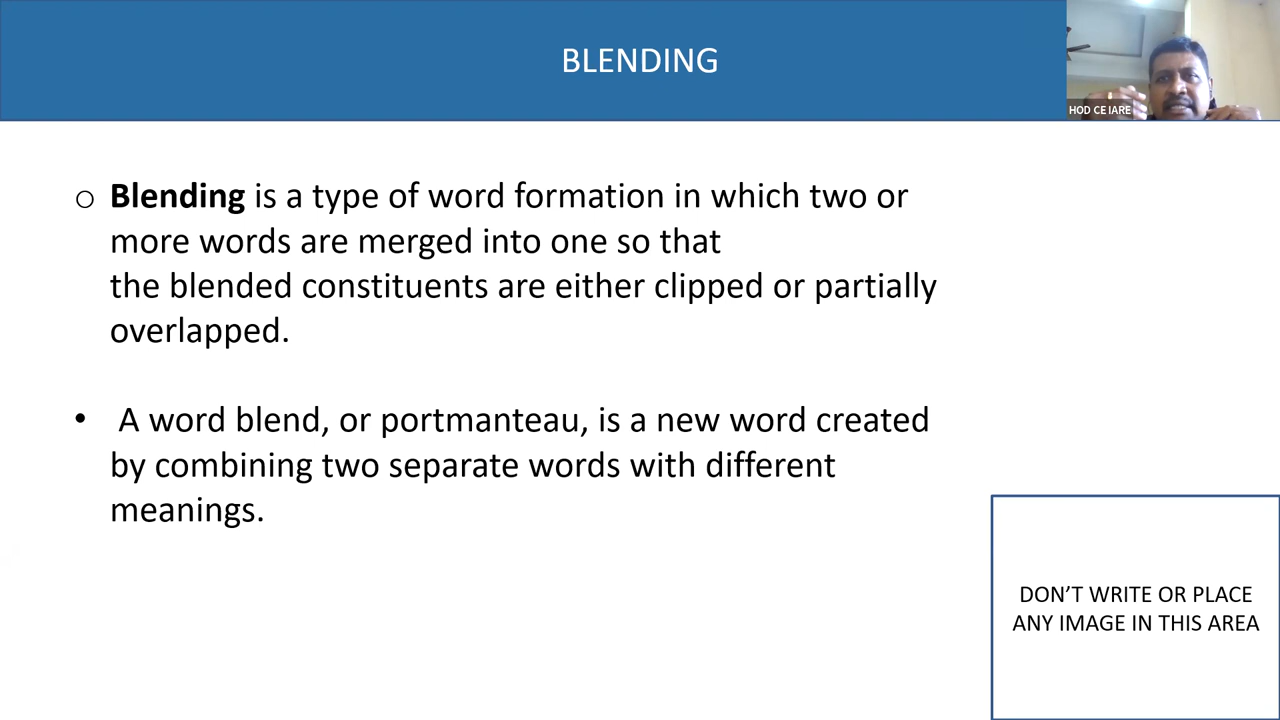 BLENDING
HOD CE IARE
○ Blending is a type of word formation in which two or
more words are merged into one so that
the blended constituents are either clipped or partially
overlapped.
• A word blend, or portmanteau, is a new word created
by combining two separate words with different
meanings.
DON’T WRITE OR PLACE
ANY IMAGE IN THIS AREA